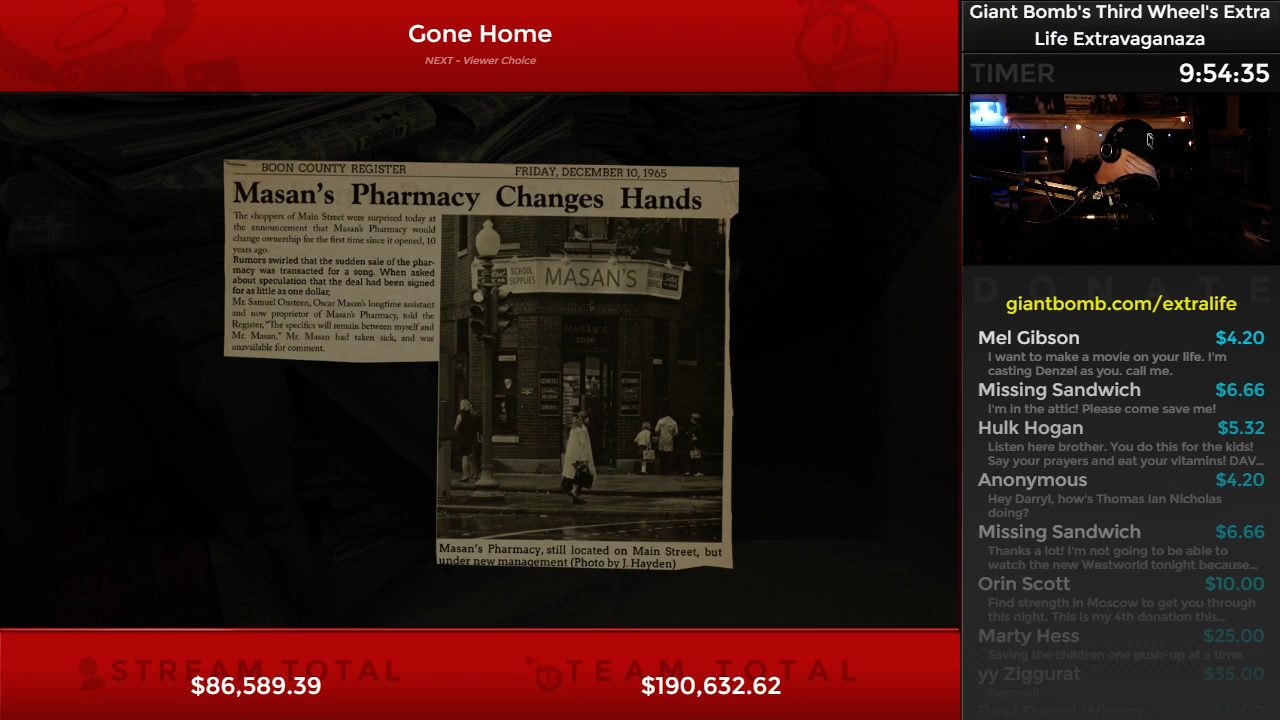 Gone Home
NEXT - Viewer Choice
BOON COUNTY REGISTER
FRIDAY, DECEMBER 10, 1965
Masan's Pharmacy Changes Hands
The shoppers of Main Street were surprised today at
the announcement that Masan's Pharmacy would
change ownership for the first time since it opened, 10
years ago.
Rumors swirled that the sudden sale of the phar-
macy was transacted for a song. When asked
about speculation that the deal had been signed
for as little as one dollar,
Mr. Samuel Onsteen, Oscar Masan's longtime assistant
and now proprietor of Masan's Pharmacy, told the
Register, "The specifics will remain between myself and
Mr. Masan." Mr. Masan had taken sick, and was
unavailable for comment.
SCHOOL
SUPPLIES
MASAN'S
MASAN'S
2036
Masan's Pharmacy, still located on Main Street, but
under new management (Photo by J. Hayden)
STREAM TOTAL
$86,589.39
TEAM TOTAL
$190,632.62
Giant Bomb's Third Wheel's Extra
Life Extravaganaza
TIMER
9:54:35
DONATE
giantbomb.com/extralife
Mel Gibson $4.20
I want to make a movie on your life. I'm
casting Denzel as you. call me.
Missing Sandwich $6.66
I'm in the attic! Please come save me!
Hulk Hogan $5.32
Listen here brother. You do this for the kids!
Say your prayers and eat your vitamins! DAV...
Anonymous $4.20
Hey Darryl, how's Thomas Ian Nicholas
doing?
Missing Sandwich $6.66
Thanks a lot! I'm not going to be able to
watch the new Westworld tonight because...
Orin Scott $10.00
Find strength in Moscow to get you through
this night. This is my 4th donation this...
Marty Hess $25.00
Saving the children one push-up at a time.
yy Ziggurat $35.00
Bopped!
Real Darryl Wisner $5.00